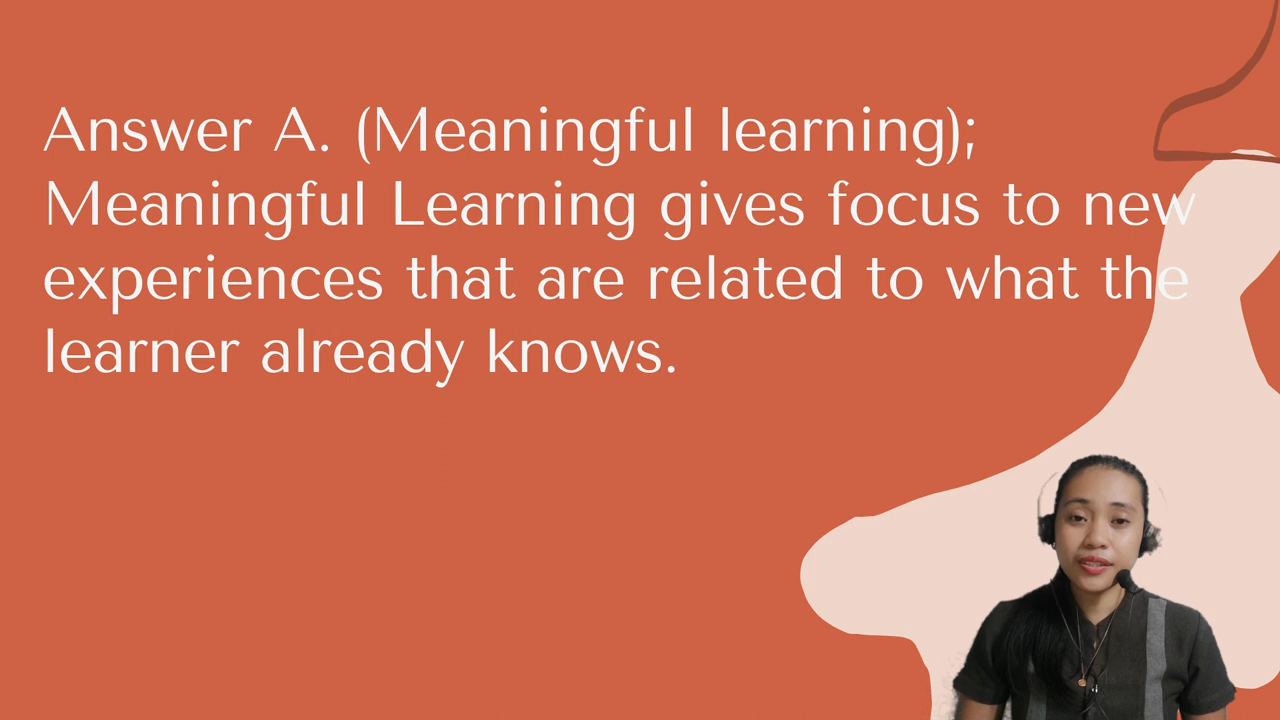 Answer A. (Meaningful learning);
Meaningful Learning gives focus to new
experiences that are related to what the
learner already knows.